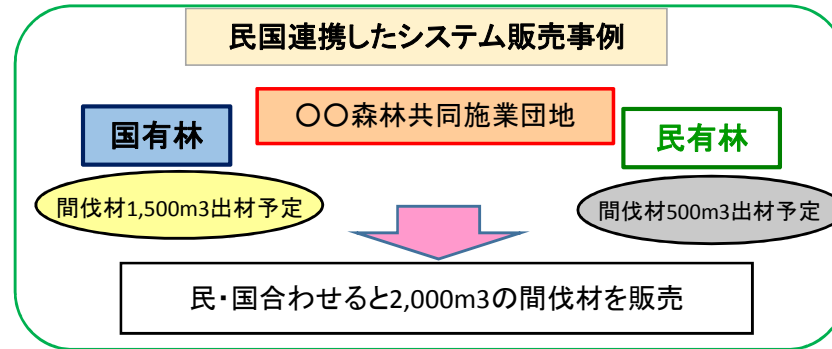 民国連携したシステム販売事例
〇〇森林共同施業団地
国有林
民有林
間伐材1,500m3出材予定
間伐材500m3出材予定
民・国合わせると2,000m3の間伐材を販売